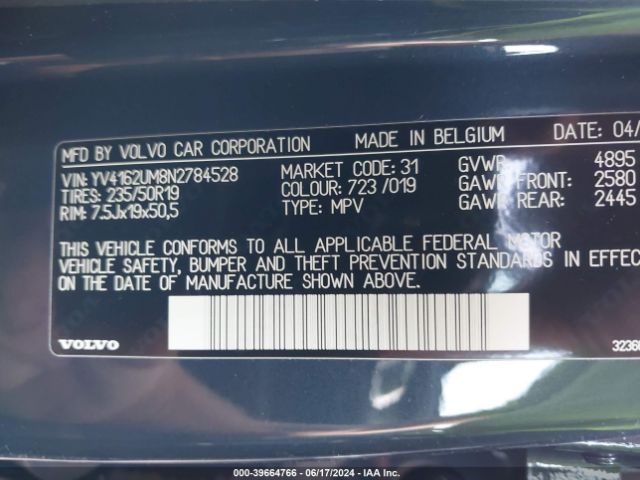 MFD BY VOLVO CAR CORPORATION MADE IN BELGIUM DATE: 04/
VIN: YV4162UM8N2784528 MARKET CODE: 31 GVWR 4895
TIRES: 235/50R19 COLOUR: 723 /019 GAWR FRONT: 2580
RIM: 7.5Jx19x50,5 TYPE: MPV GAWR REAR: 2445
THIS VEHICLE CONFORMS TO ALL APPLICABLE FEDERAL MOTOR
VEHICLE SAFETY, BUMPER AND THEFT PREVENTION STANDARDS IN EFFEC
ON THE DATE OF MANUFACTURE SHOWN ABOVE.
VOLVO 3236
000-39664766 - 06/17/2024 - IAA Inc.